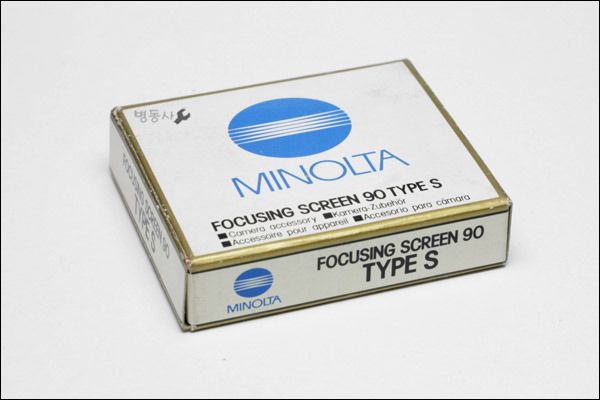 병동사
MINOLTA
FOCUSING SCREEN 90 TYPE S
■Camera accessory ■Kamera-Zubehör
■Accessoire pour appareil ■Accesorio para cámara
FOCUSING SCREEN 90
TYPE S
MINOLTA
FOCUSING SCREEN 90
TYPE S